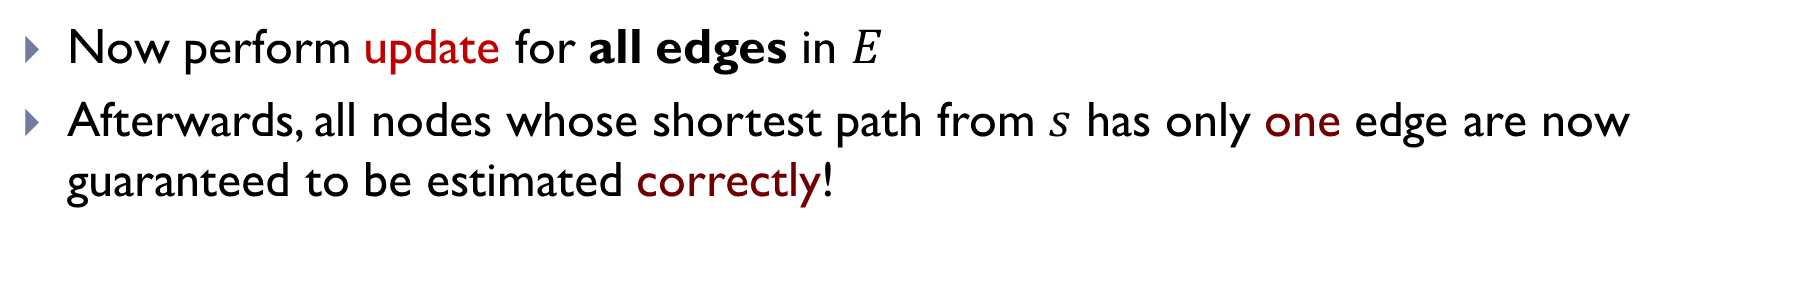 Now perform update for all edges in E
Afterwards, all nodes whose shortest path from s has only one edge are now
guaranteed to be estimated correctly!